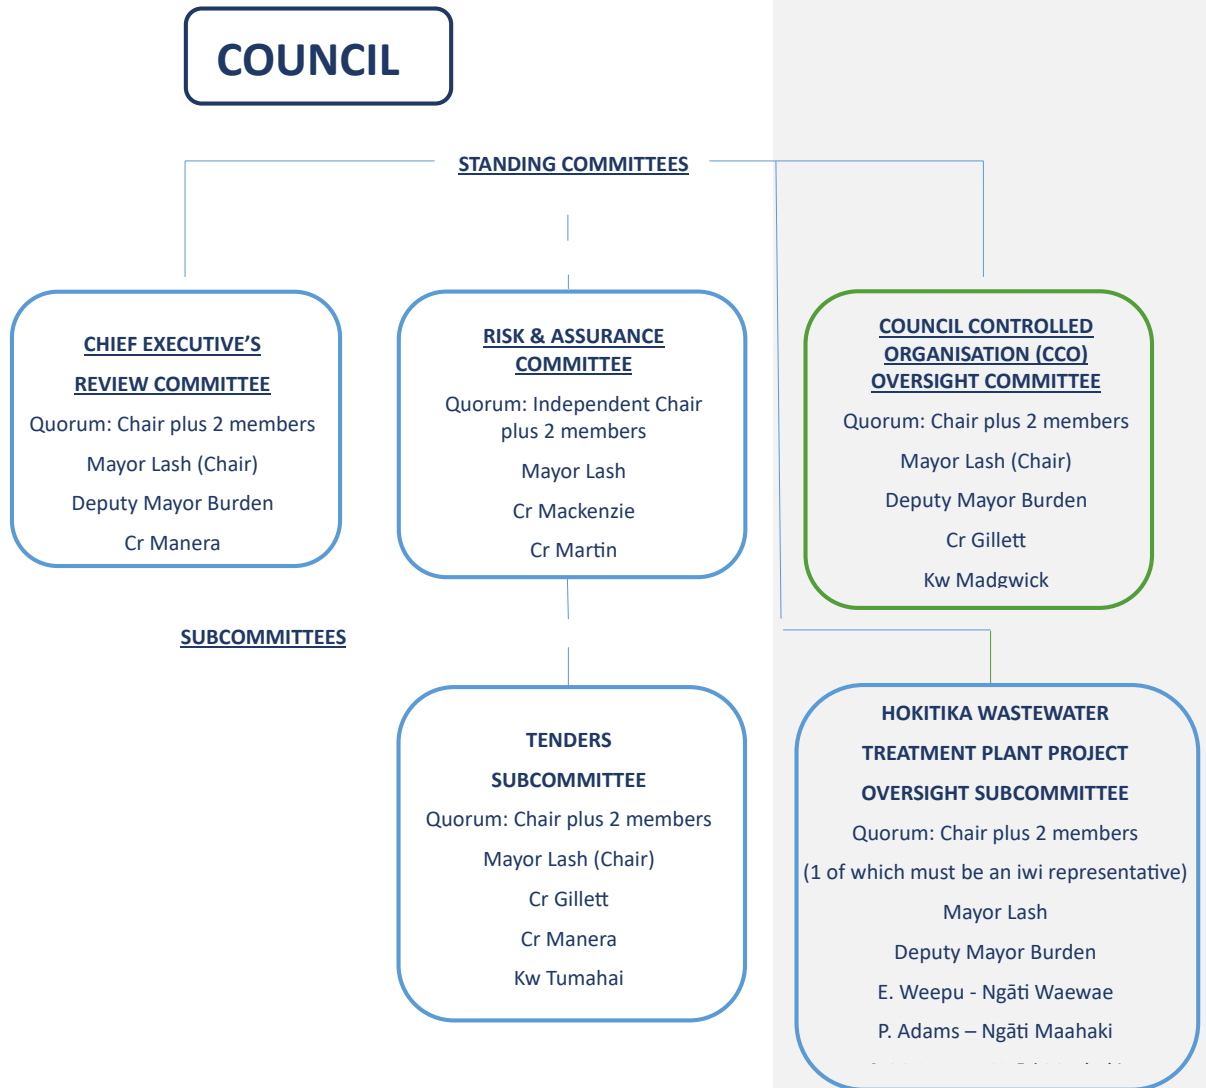 COUNCIL
STANDING COMMITTEES
CHIEF EXECUTIVE'S
REVIEW COMMITTEE
Quorum: Chair plus 2 members
Mayor Lash (Chair)
Deputy Mayor Burden
Cr Manera
RISK & ASSURANCE
COMMITTEE
Quorum: Independent Chair
plus 2 members
Mayor Lash
Cr Mackenzie
Cr Martin
COUNCIL CONTROLLED
ORGANISATION (CCO)
OVERSIGHT COMMITTEE
Quorum: Chair plus 2 members
Mayor Lash (Chair)
Deputy Mayor Burden
Cr Gillett
Kw Madgwick
SUBCOMMITTEES
TENDERS
SUBCOMMITTEE
Quorum: Chair plus 2 members
Mayor Lash (Chair)
Cr Gillett
Cr Manera
Kw Tumahai
HOKITIKA WASTEWATER
TREATMENT PLANT PROJECT
OVERSIGHT SUBCOMMITTEE
Quorum: Chair plus 2 members
(1 of which must be an iwi representative)
Mayor Lash
Deputy Mayor Burden
E. Weepu - Ngāti Waewae
P. Adams – Ngāti Maahaki